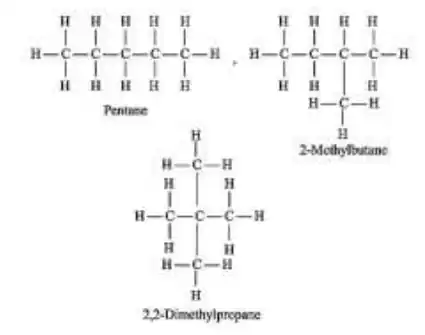 H H H H H
H—C—C—C—C—C—H
H H H H H
Pentane
H H H H
H—C—C—C—C—H
H H H
H—C—H
H
2-Methylbutane
H
H—C—H
H H
H—C—C—C—H
H H
H—C—H
H
2,2-Dimethylpropane